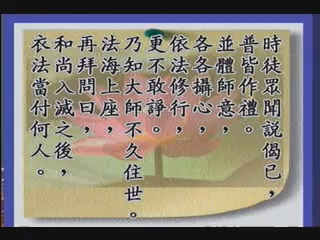 時徒眾聞說偈已，
普皆作禮。
並體師意，
各各攝心，
依法修行，
更不敢諍。
乃知大師不久住世。
法海上座，
再拜問曰，
和尚入滅之後，
衣法當付何人。